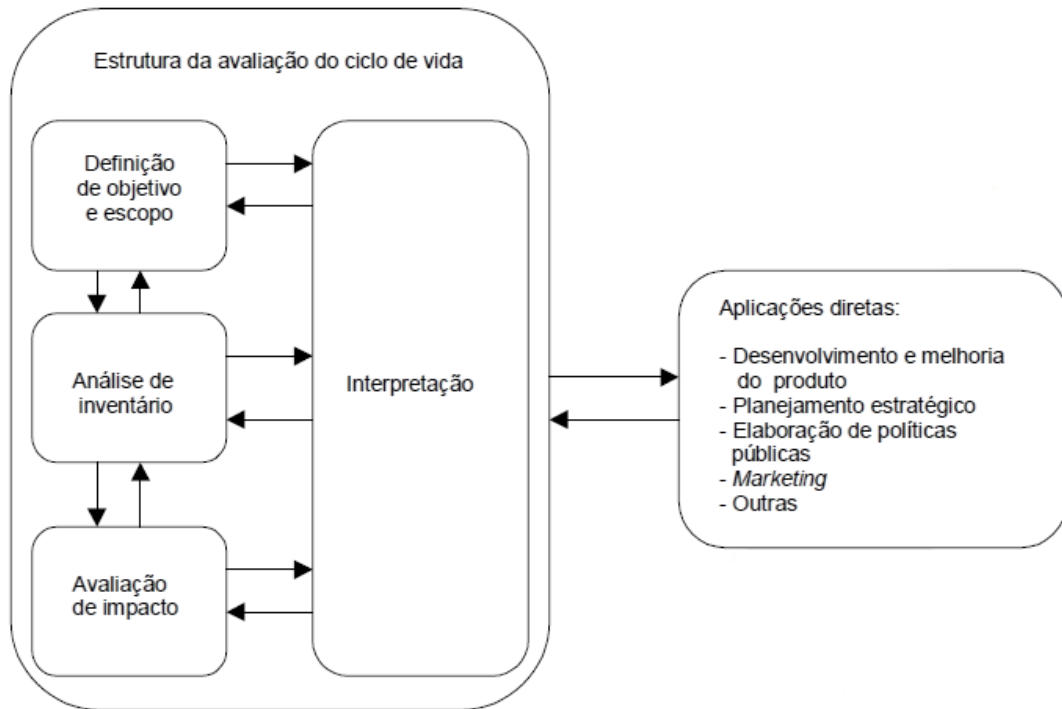 Estrutura da avaliação do ciclo de vida
Definição
de objetivo
e escopo
Análise de
inventário
Avaliação
de impacto
Interpretação
Aplicações diretas:
- Desenvolvimento e melhoria
do produto
- Planejamento estratégico
- Elaboração de políticas
públicas
- Marketing
- Outras